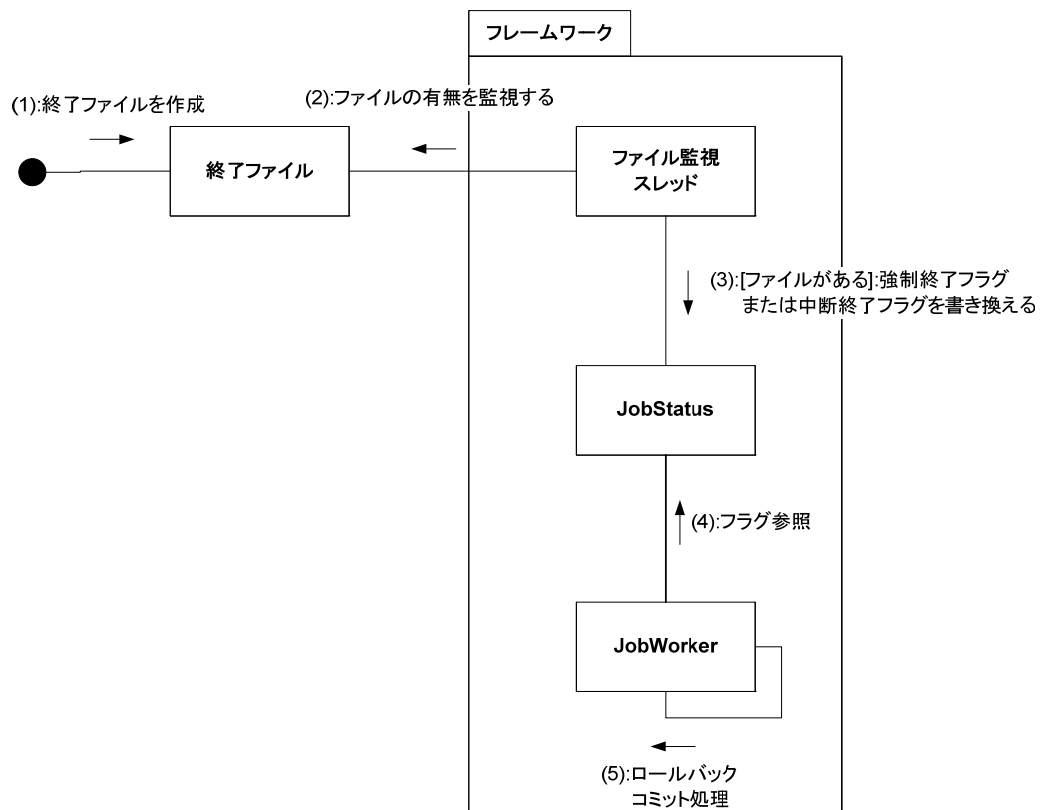 フレームワーク
(1):終了ファイルを作成
(2):ファイルの有無を監視する
終了ファイル
ファイル監視
スレッド
(3):[ファイルがある]:強制終了フラグ
または中断終了フラグを書き換える
JobStatus
(4):フラグ参照
JobWorker
(5):ロールバック
コミット処理